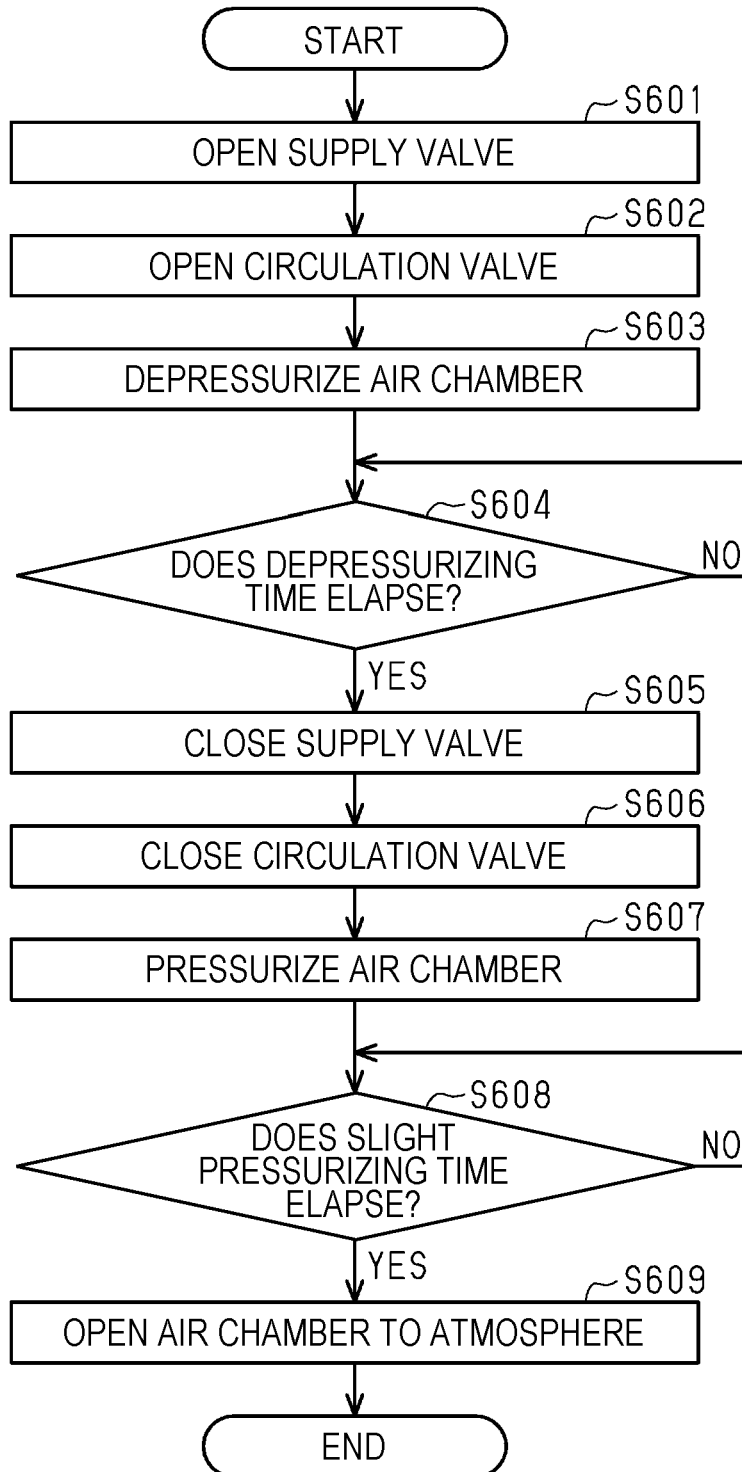 START
S601
OPEN SUPPLY VALVE
S602
OPEN CIRCULATION VALVE
S603
DEPRESSURIZE AIR CHAMBER
S604
DOES DEPRESSURIZING
TIME ELAPSE?
NO
YES
S605
CLOSE SUPPLY VALVE
S606
CLOSE CIRCULATION VALVE
S607
PRESSURIZE AIR CHAMBER
S608
DOES SLIGHT
PRESSURIZING TIME
ELAPSE?
NO
YES
S609
OPEN AIR CHAMBER TO ATMOSPHERE
END